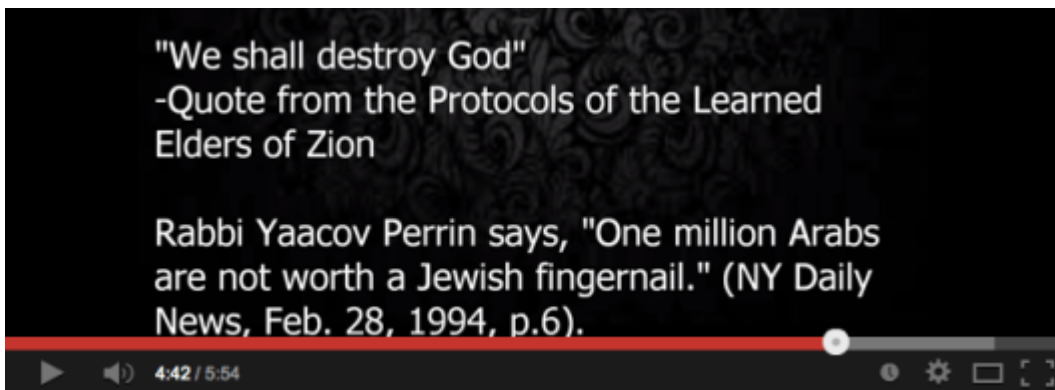 "We shall destroy God"
-Quote from the Protocols of the Learned
Elders of Zion
Rabbi Yaacov Perrin says, "One million Arabs
are not worth a Jewish fingernail." (NY Daily
News, Feb. 28, 1994, p.6).
4:42 / 5:54